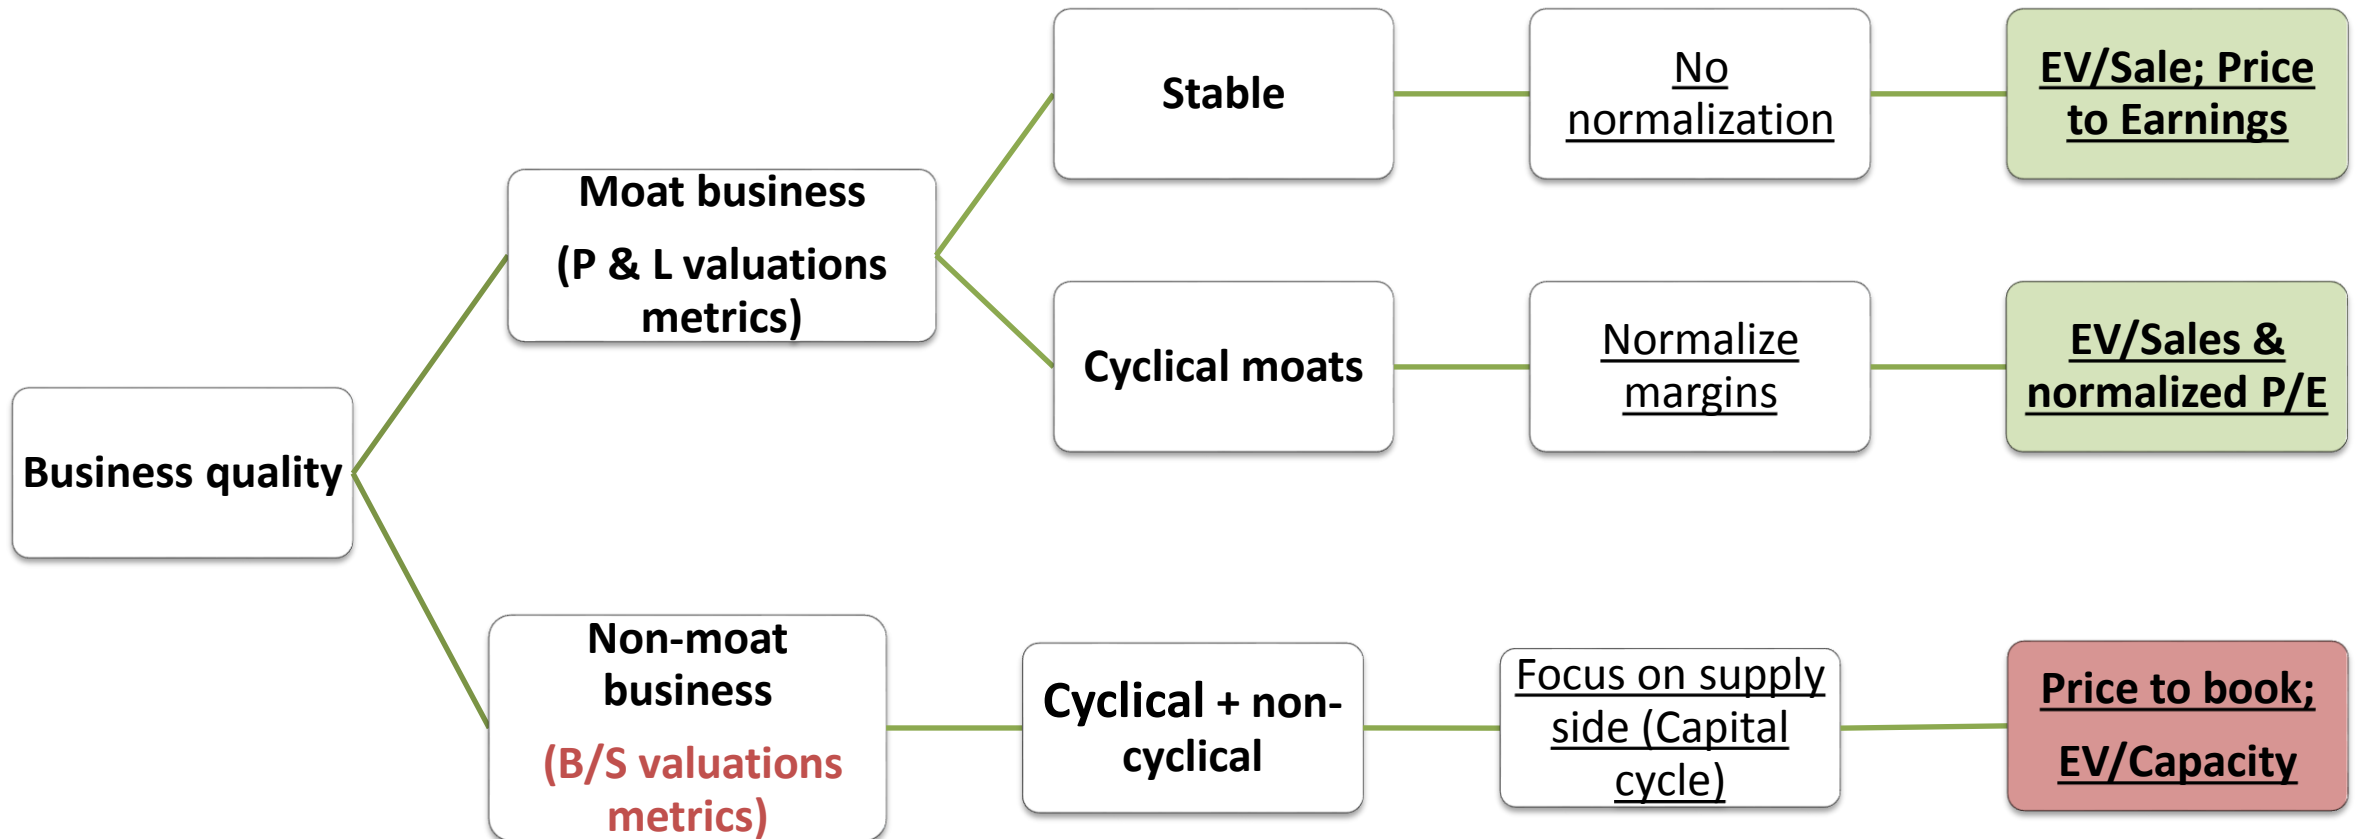 Business quality
Moat business
(P & L valuations
metrics)
Stable
No
normalization
EV/Sale; Price
to Earnings
Cyclical moats
Normalize
margins
EV/Sales &
normalized P/E
Non-moat
business
(B/S valuations
metrics)
Cyclical + non-
cyclical
Focus on supply
side (Capital
cycle)
Price to book;
EV/Capacity